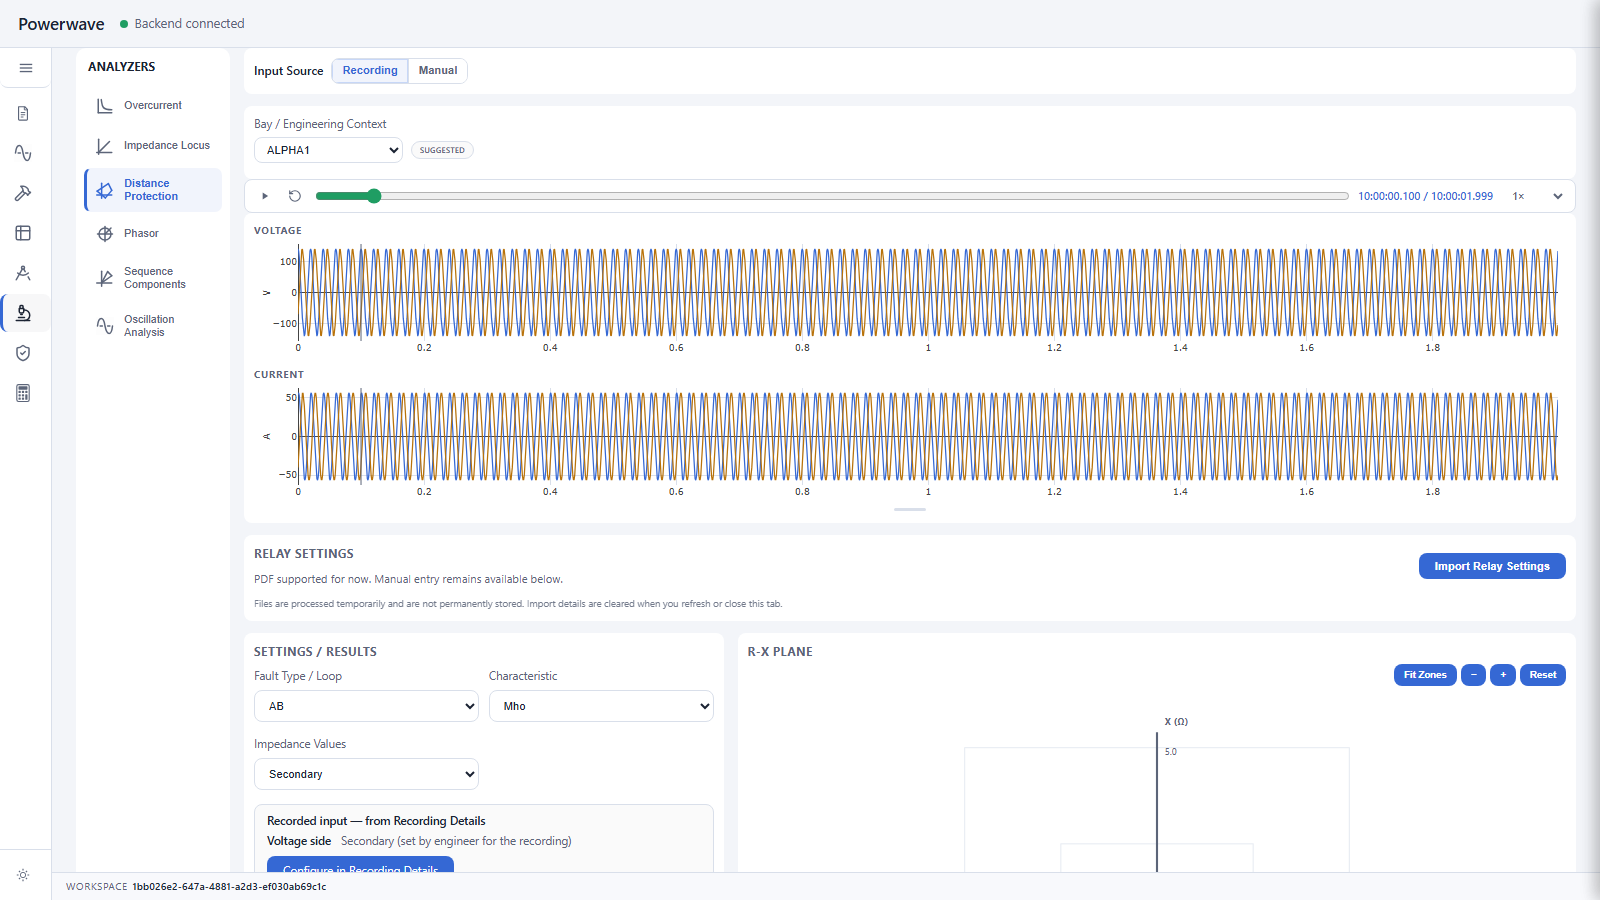 Powerwave
Backend connected
ANALYZERS
Overcurrent
Impedance Locus
Distance
Protection
Phasor
Sequence
Components
Oscillation
Analysis
Input Source
Recording
Manual
Bay / Engineering Context
ALPHA1
SUGGESTED
10:00:00.100 / 10:00:01.999
1×
VOLTAGE
100
0
−100
V
0
0.2
0.4
0.6
0.8
1
1.2
1.4
1.6
1.8
CURRENT
50
0
−50
A
0
0.2
0.4
0.6
0.8
1
1.2
1.4
1.6
1.8
RELAY SETTINGS
PDF supported for now. Manual entry remains available below.
Files are processed temporarily and are not permanently stored. Import details are cleared when you refresh or close this tab.
Import Relay Settings
SETTINGS / RESULTS
Fault Type / Loop
AB
Characteristic
Mho
Impedance Values
Secondary
Recorded input — from Recording Details
Voltage side Secondary (set by engineer for the recording)
Configure in Recording Details
R-X PLANE
Fit Zones
−
+
Reset
X (Ω)
5.0
WORKSPACE 1bb026e2-647a-4881-a2d3-ef030ab69c1c